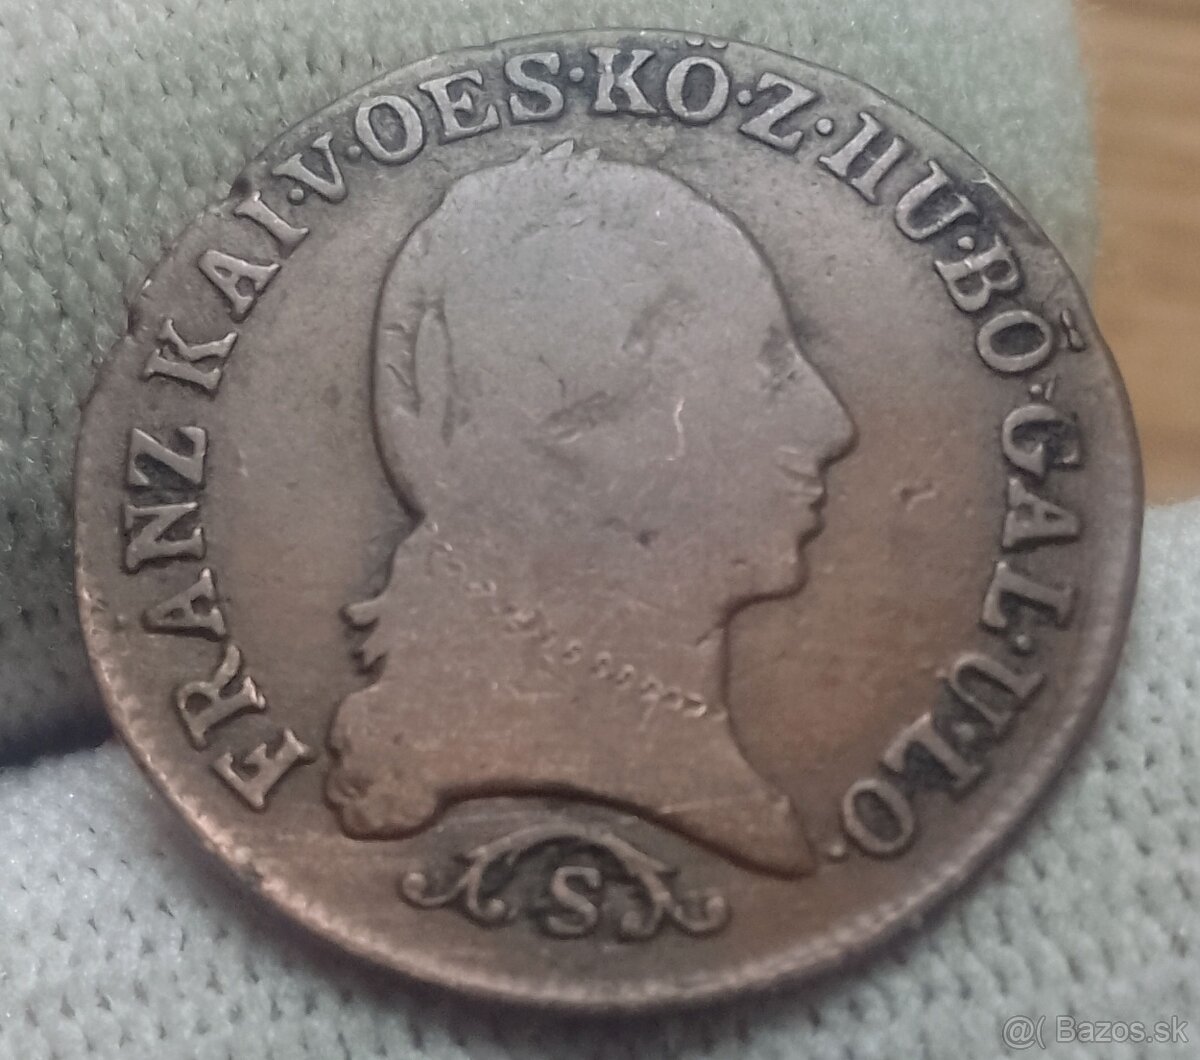 FRANZ KAI·V·OES·KÖ·Z·HU·BÖ·GAL·U·LO·
S
@( Bazos.sk